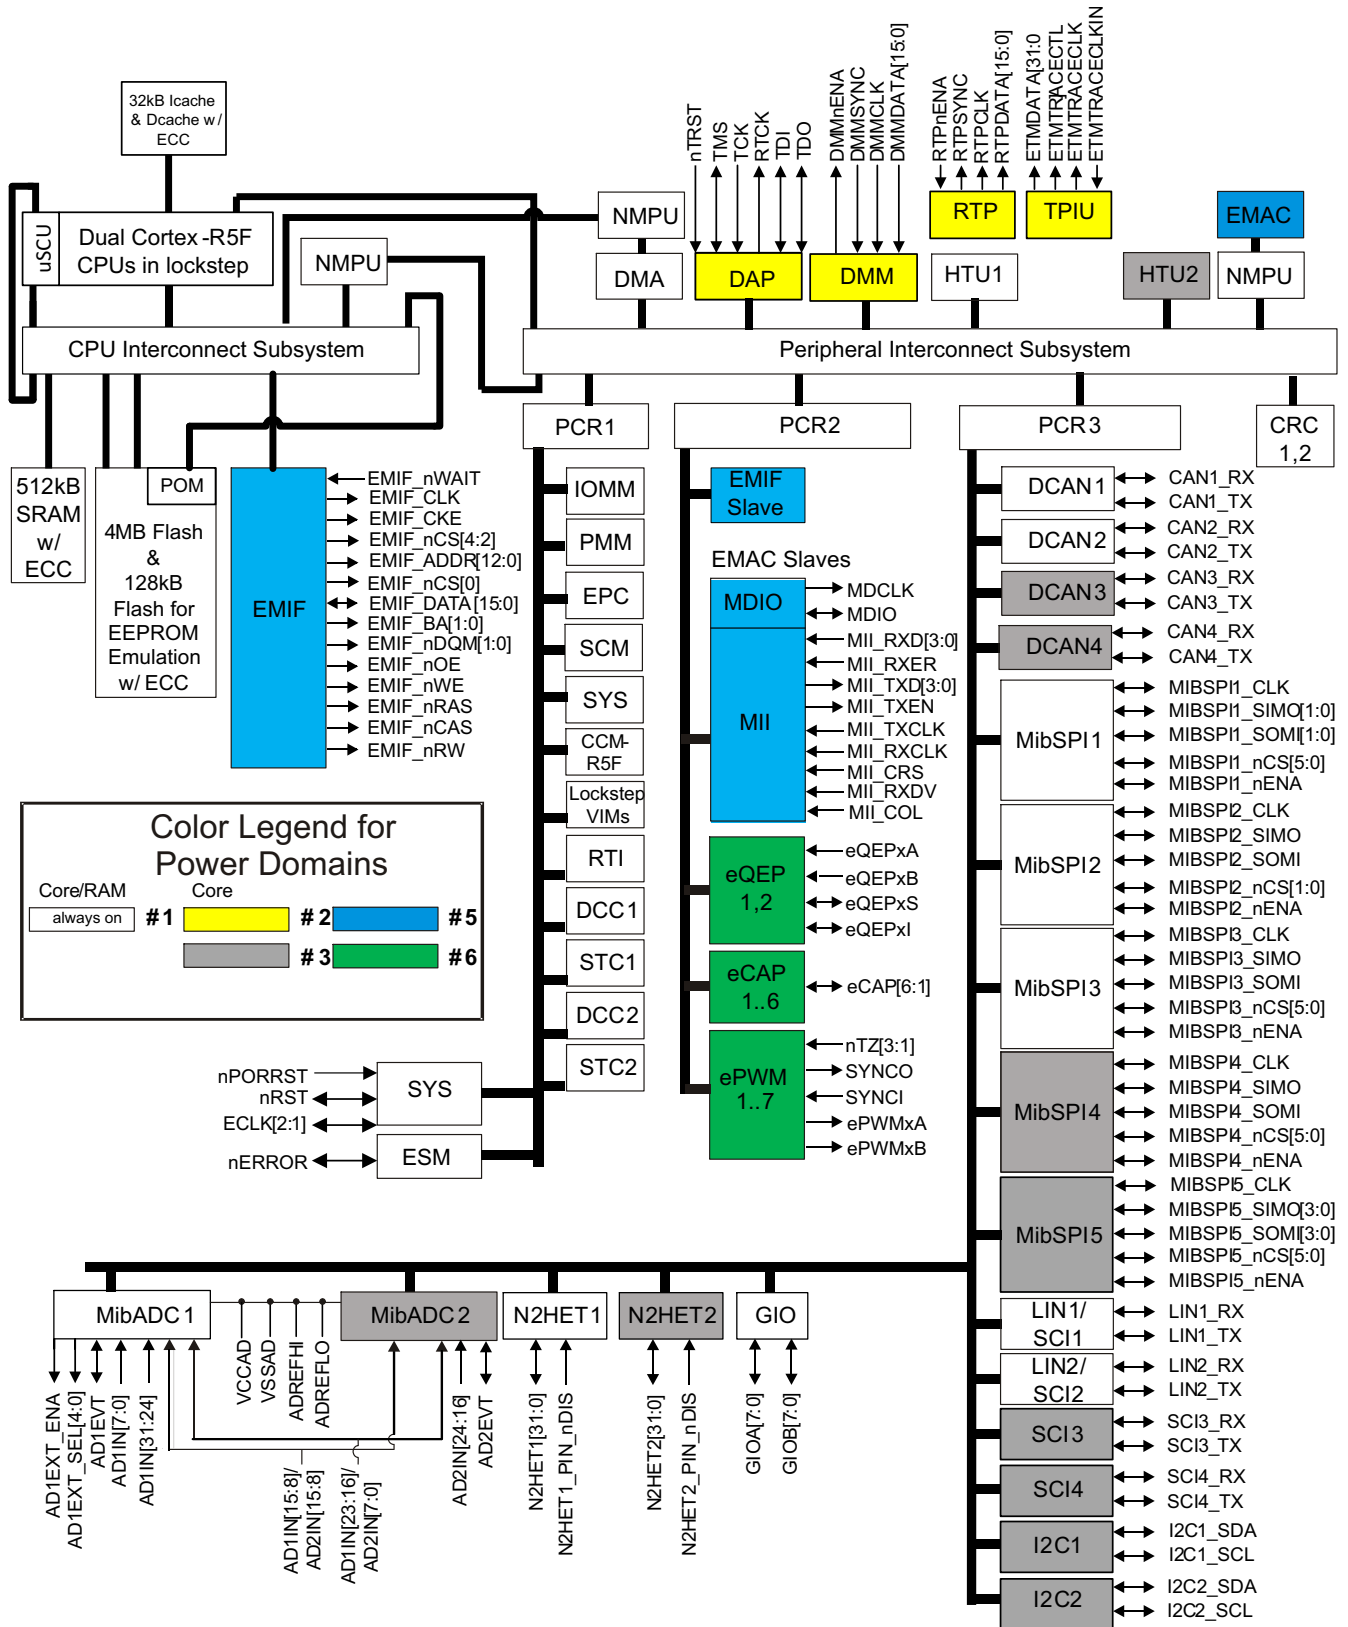 32kB Icache
& Dcache w/
ECC
uSCU
Dual Cortex-R5F
CPUs in lockstep
NMPU
NMPU
DMA
nTRST
TMS
TCK
RTCK
TDI
TDO
DAP
DMMnENA
DMMSYNC
DMMCLK
DMMDATA[15:0]
DMM
RTPnENA
RTPSYNC
RTPCLK
RTPDATA[15:0]
RTP
ETMDATA[31:0
ETMTRACECTL
ETMTRACECLK
ETMTRACECLKIN
TPIU
HTU1
HTU2
EMAC
NMPU
CPU Interconnect Subsystem
Peripheral Interconnect Subsystem
PCR1
PCR2
PCR3
CRC
1,2
512kB
SRAM
w/
ECC
POM
4MB Flash
&
128kB
Flash for
EEPROM
Emulation
w/ ECC
EMIF
EMIF_nWAIT
EMIF_CLK
EMIF_CKE
EMIF_nCS[4:2]
EMIF_ADDR[12:0]
EMIF_nCS[0]
EMIF_DATA[15:0]
EMIF_BA[1:0]
EMIF_nDQM[1:0]
EMIF_nOE
EMIF_nWE
EMIF_nRAS
EMIF_nCAS
EMIF_nRW
IOMM
PMM
EPC
SCM
SYS
CCM-
R5F
Lockstep
VIMs
RTI
DCC1
STC1
DCC2
STC2
EMIF
Slave
EMAC Slaves
MDIO
MDCLK
MDIO
MII
MII_RXD[3:0]
MII_RXER
MII_TXD[3:0]
MII_TXEN
MII_TXCLK
MII_RXCLK
MII_CRS
MII_RXDV
MII_COL
eQEP
1,2
eQEPxA
eQEPxB
eQEPxS
eQEPxI
eCAP
1..6
eCAP[6:1]
ePWM
1..7
nTZ[3:1]
SYNCO
SYNCI
ePWMxA
ePWMxB
Color Legend for
Power Domains
Core/RAM
Core
always on
#1
#2
#5
#3
#6
nPORRST
nRST
ECLK[2:1]
SYS
nERROR
ESM
DCAN1
CAN1_RX
CAN1_TX
DCAN2
CAN2_RX
CAN2_TX
DCAN3
CAN3_RX
CAN3_TX
DCAN4
CAN4_RX
CAN4_TX
MibSPI1
MIBSPI1_CLK
MIBSPI1_SIMO[1:0]
MIBSPI1_SOMI[1:0]
MIBSPI1_nCS[5:0]
MIBSPI1_nENA
MibSPI2
MIBSPI2_CLK
MIBSPI2_SIMO
MIBSPI2_SOMI
MIBSPI2_nCS[1:0]
MIBSPI2_nENA
MibSPI3
MIBSPI3_CLK
MIBSPI3_SIMO
MIBSPI3_SOMI
MIBSPI3_nCS[5:0]
MIBSPI3_nENA
MibSPI4
MIBSPI4_CLK
MIBSPI4_SIMO
MIBSPI4_SOMI
MIBSPI4_nCS[5:0]
MIBSPI4_nENA
MibSPI5
MIBSPI5_CLK
MIBSPI5_SIMO[3:0]
MIBSPI5_SOMI[3:0]
MIBSPI5_nCS[5:0]
MIBSPI5_nENA
LIN1/
SCI1
LIN1_RX
LIN1_TX
LIN2/
SCI2
LIN2_RX
LIN2_TX
SCI3
SCI3_RX
SCI3_TX
SCI4
SCI4_RX
SCI4_TX
I2C1
I2C1_SDA
I2C1_SCL
I2C2
I2C2_SDA
I2C2_SCL
MibADC1
MibADC2
N2HET1
N2HET2
GIO
AD1EXT_ENA
AD1EXT_SEL[4:0]
AD1EVT
AD1IN[7:0]
AD1IN[31:24]
VCCAD
VSSAD
ADREFHI
ADREFLO
AD1IN[15:8]/
AD2IN[15:8]
AD1IN[23:16]/
AD2IN[7:0]
AD2IN[24:16]
AD2EVT
N2HET1[31:0]
N2HET1_PIN_nDIS
N2HET2[31:0]
N2HET2_PIN_nDIS
GIOA[7:0]
GIOB[7:0]